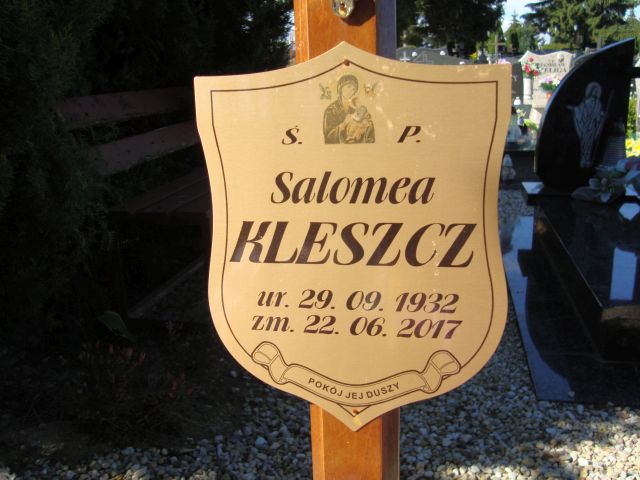 Ś. P.
Salomea
KLESZCZ
ur. 29. 09. 1932
zm. 22. 06. 2017
POKÓJ JEJ DUSZY